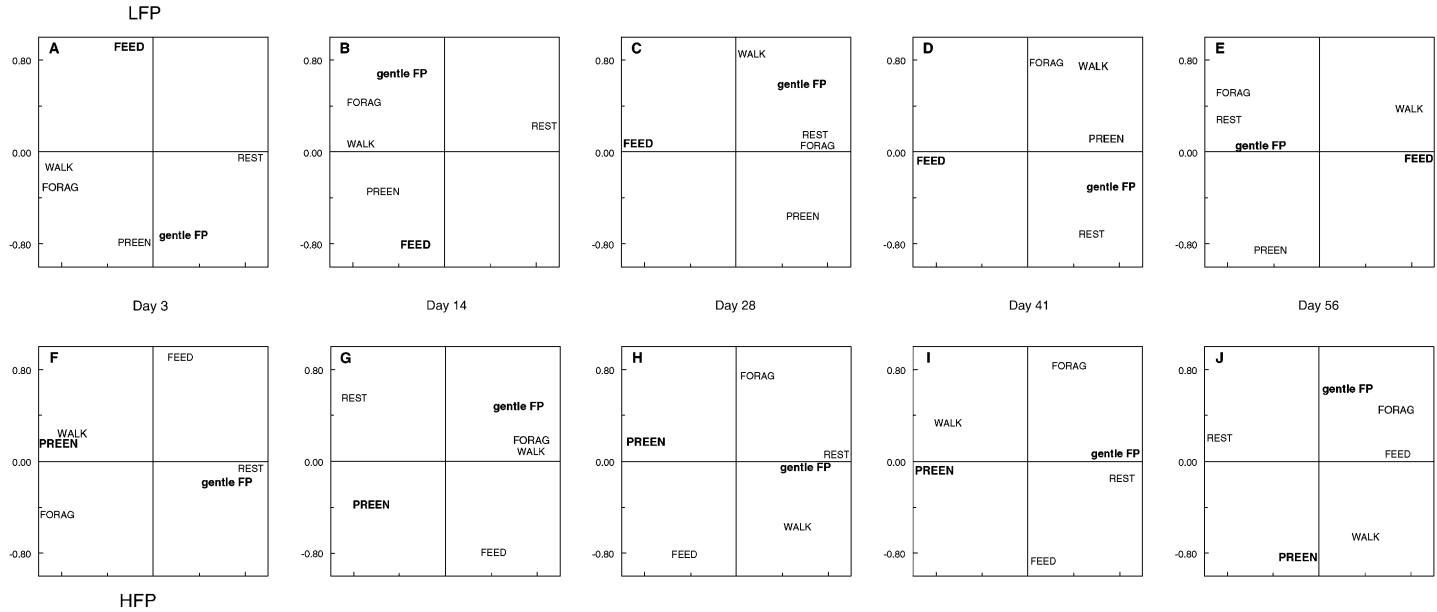 LFP
A FEED
0.80
0.00
-0.80
REST
WALK
FORAG
PREEN gentle FP
B
0.80
gentle FP
FORAG
REST
WALK
0.00
PREEN
-0.80
FEED
C
WALK
0.80
gentle FP
REST
FEED
FORAG
0.00
PREEN
-0.80
D
0.80
FORAG WALK
PREEN
0.00
FEED
gentle FP
REST
-0.80
E
0.80
FORAG
WALK
REST
gentle FP
0.00
FEED
-0.80
PREEN
Day 3 Day 14 Day 28 Day 41 Day 56
F FEED
0.80
WALK
PREEN
0.00
REST
gentle FP
FORAG
-0.80
G
0.80
REST
gentle FP
FORAG
WALK
0.00
PREEN
-0.80
FEED
H
0.80
FORAG
PREEN
REST
0.00
gentle FP
WALK
-0.80
FEED
I
0.80
FORAG
WALK
gentle FP
0.00
PREEN
REST
-0.80
FEED
J
0.80
gentle FP
FORAG
REST
FEED
0.00
WALK
-0.80
PREEN
HFP